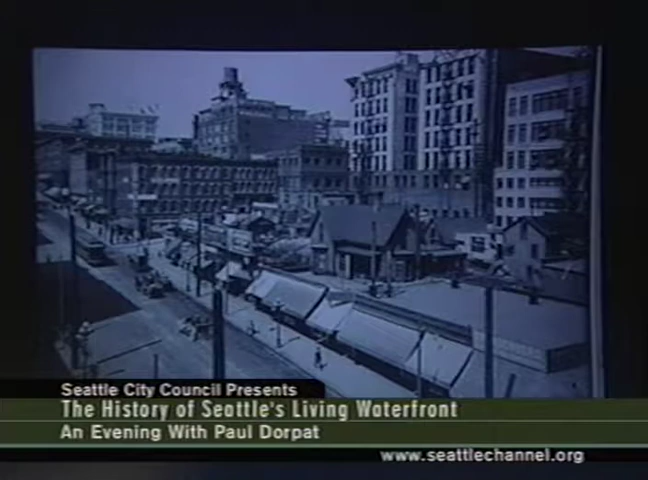 Seattle City Council Presents
The History of Seattle's Living Waterfront
An Evening With Paul Dorpat
www.seattlechannel.org